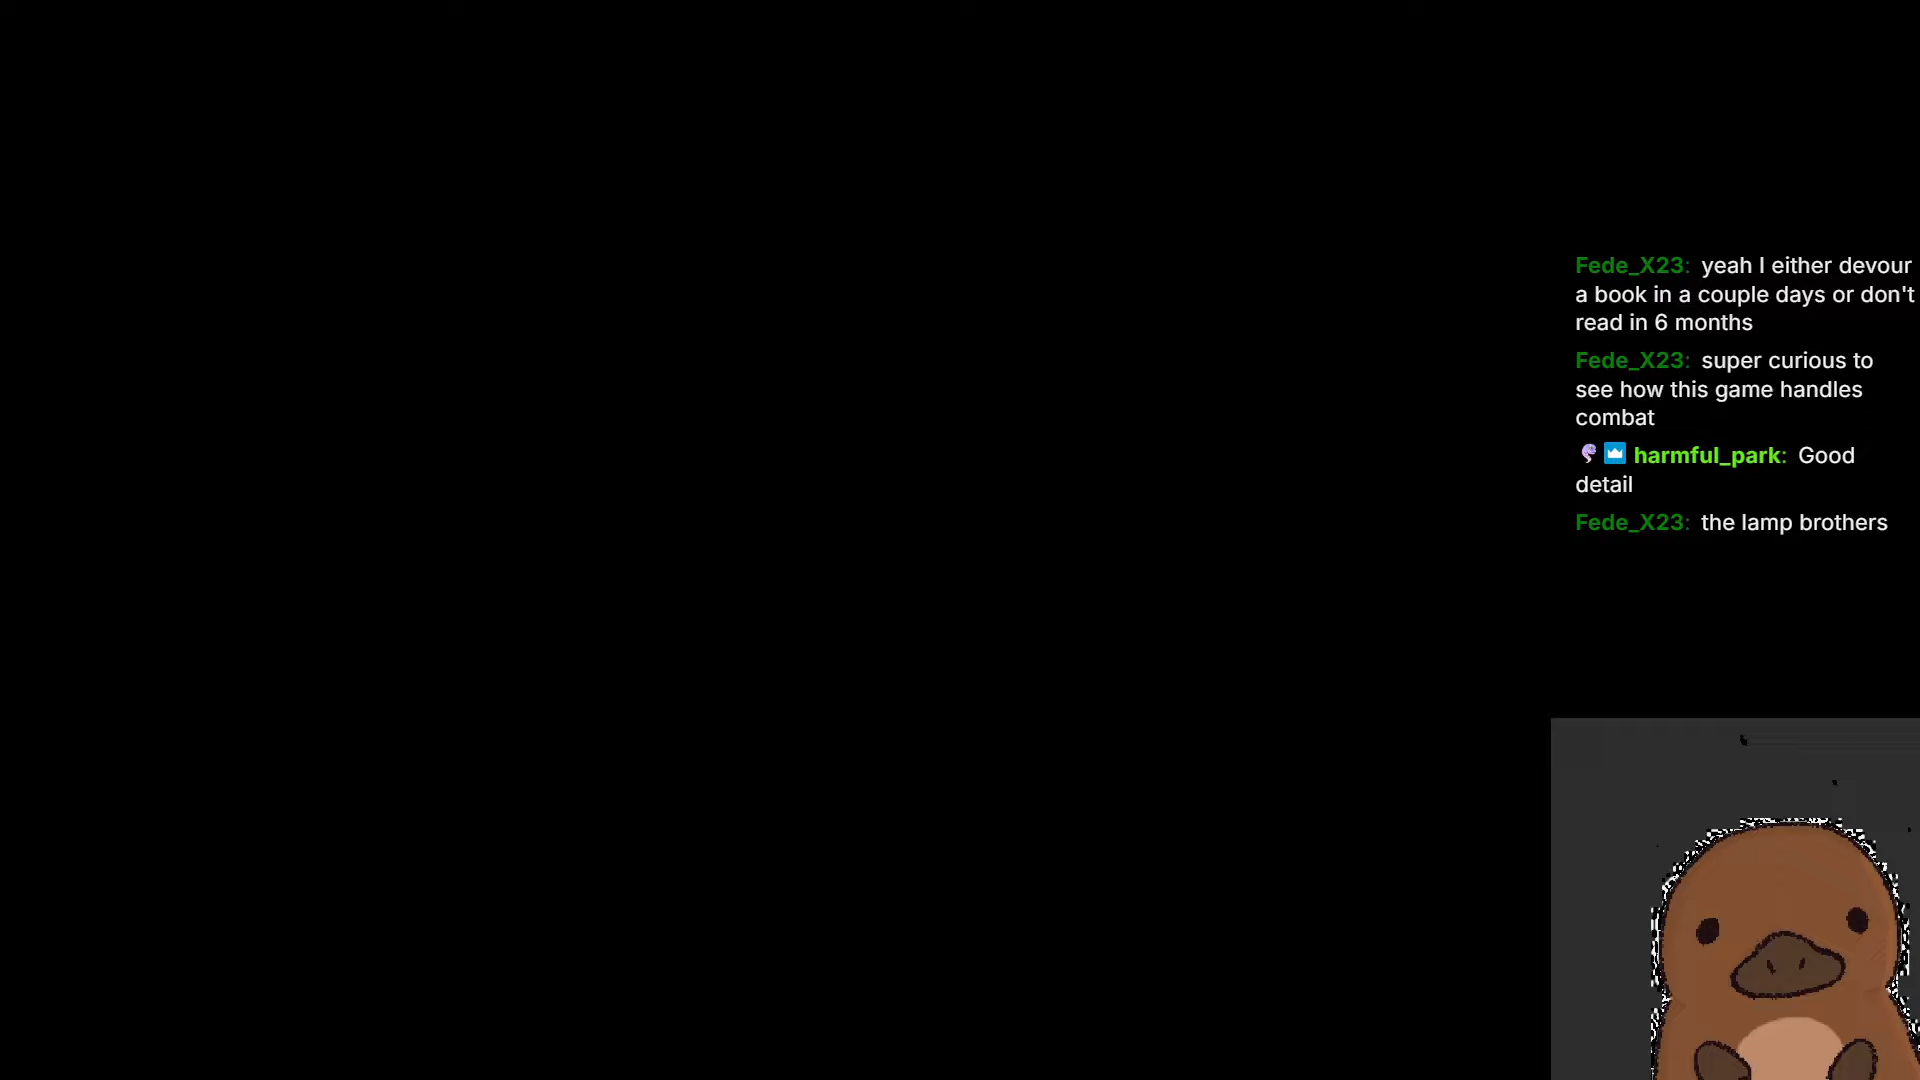 Fede_X23: yeah I either devour
a book in a couple days or don't
read in 6 months
Fede_X23: super curious to
see how this game handles
combat
harmful_park: Good
detail
Fede_X23: the lamp brothers